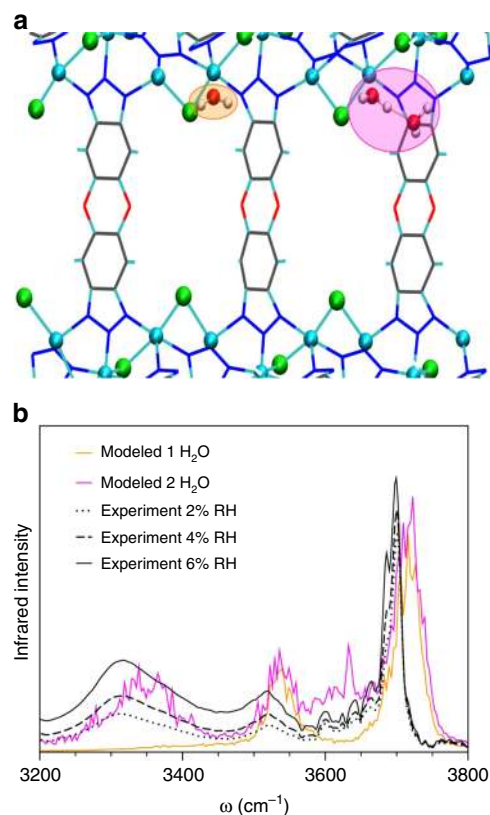 a
b
Infrared intensity
Modeled 1 H₂O
Modeled 2 H₂O
Experiment 2% RH
Experiment 4% RH
Experiment 6% RH
3200
3400
3600
3800
ω (cm⁻¹)